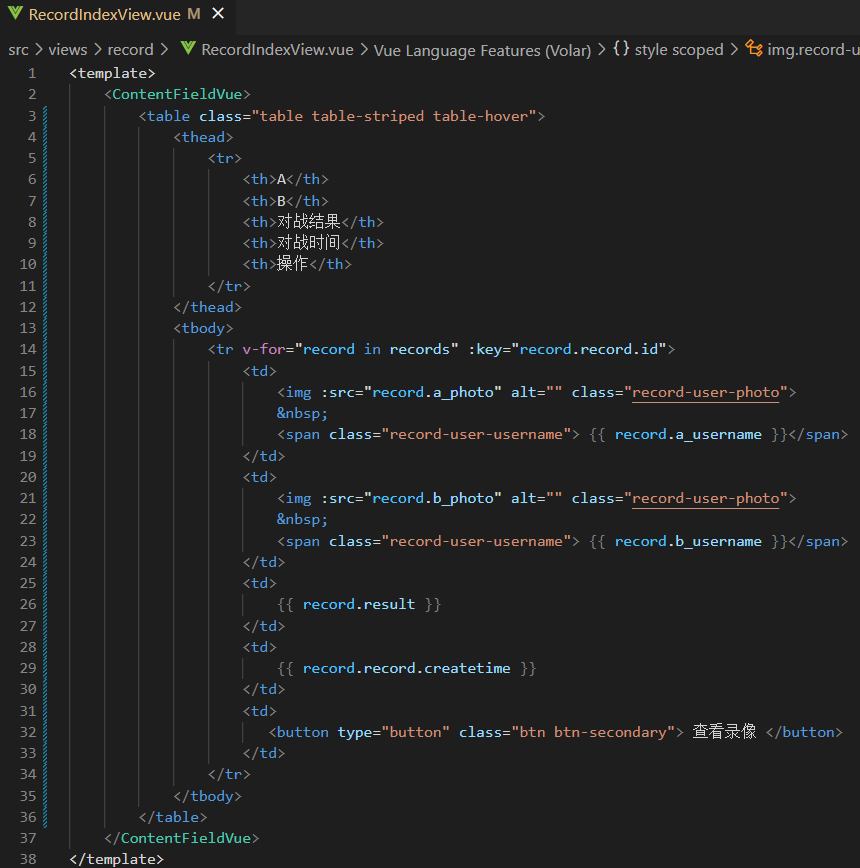 RecordIndexView.vue M ×
src > views > record > RecordIndexView.vue > Vue Language Features (Volar) > {} style scoped > img.record-u
1 <template>
2     <ContentFieldVue>
3         <table class="table table-striped table-hover">
4             <thead>
5                 <tr>
6                     <th>A</th>
7                     <th>B</th>
8                     <th>对战结果</th>
9                     <th>对战时间</th>
10                     <th>操作</th>
11                 </tr>
12             </thead>
13             <tbody>
14                 <tr v-for="record in records" :key="record.record.id">
15                     <td>
16                         <img :src="record.a_photo" alt="" class="record-user-photo">
17                         &nbsp;
18                         <span class="record-user-username"> {{ record.a_username }}</span>
19                     </td>
20                     <td>
21                         <img :src="record.b_photo" alt="" class="record-user-photo">
22                         &nbsp;
23                         <span class="record-user-username"> {{ record.b_username }}</span>
24                     </td>
25                     <td>
26                         {{ record.result }}
27                     </td>
28                     <td>
29                         {{ record.record.createtime }}
30                     </td>
31                     <td>
32                        <button type="button" class="btn btn-secondary"> 查看录像 </button>
33                     </td>
34                 </tr>
35             </tbody>
36         </table>
37     </ContentFieldVue>
38 </template>